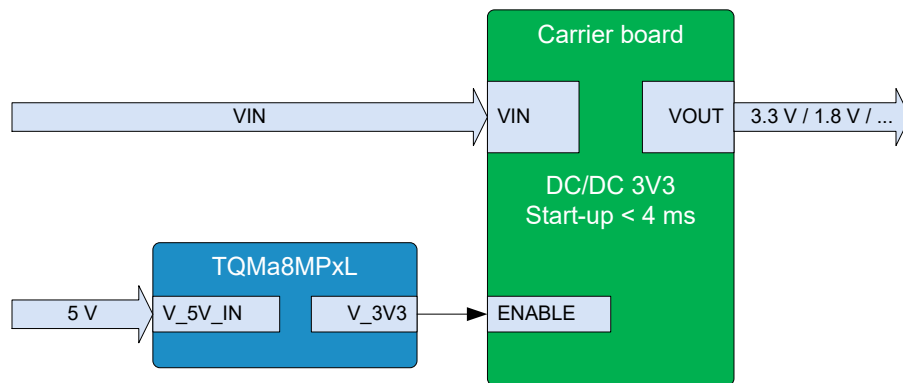 Carrier board
VIN
VIN
VOUT
3.3 V / 1.8 V / ...
DC/DC 3V3
Start-up < 4 ms
TQMa8MPxL
5 V
V_5V_IN
V_3V3
ENABLE